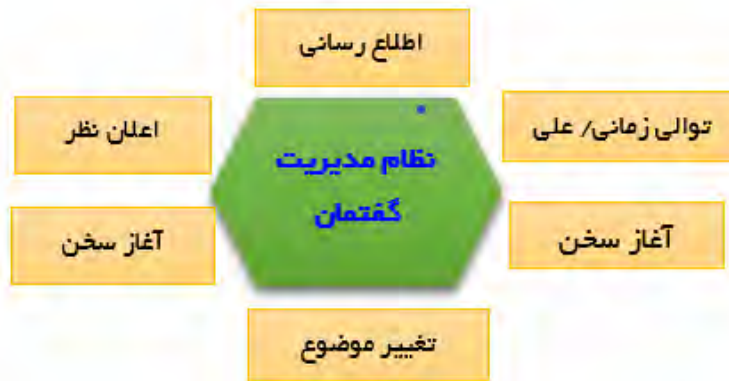 اطلاع رسانی
توالی زمانی/ علی
اعلان نظر
نظام مدیریت
گفتمان
آغاز سخن
آغاز سخن
تغییر موضوع